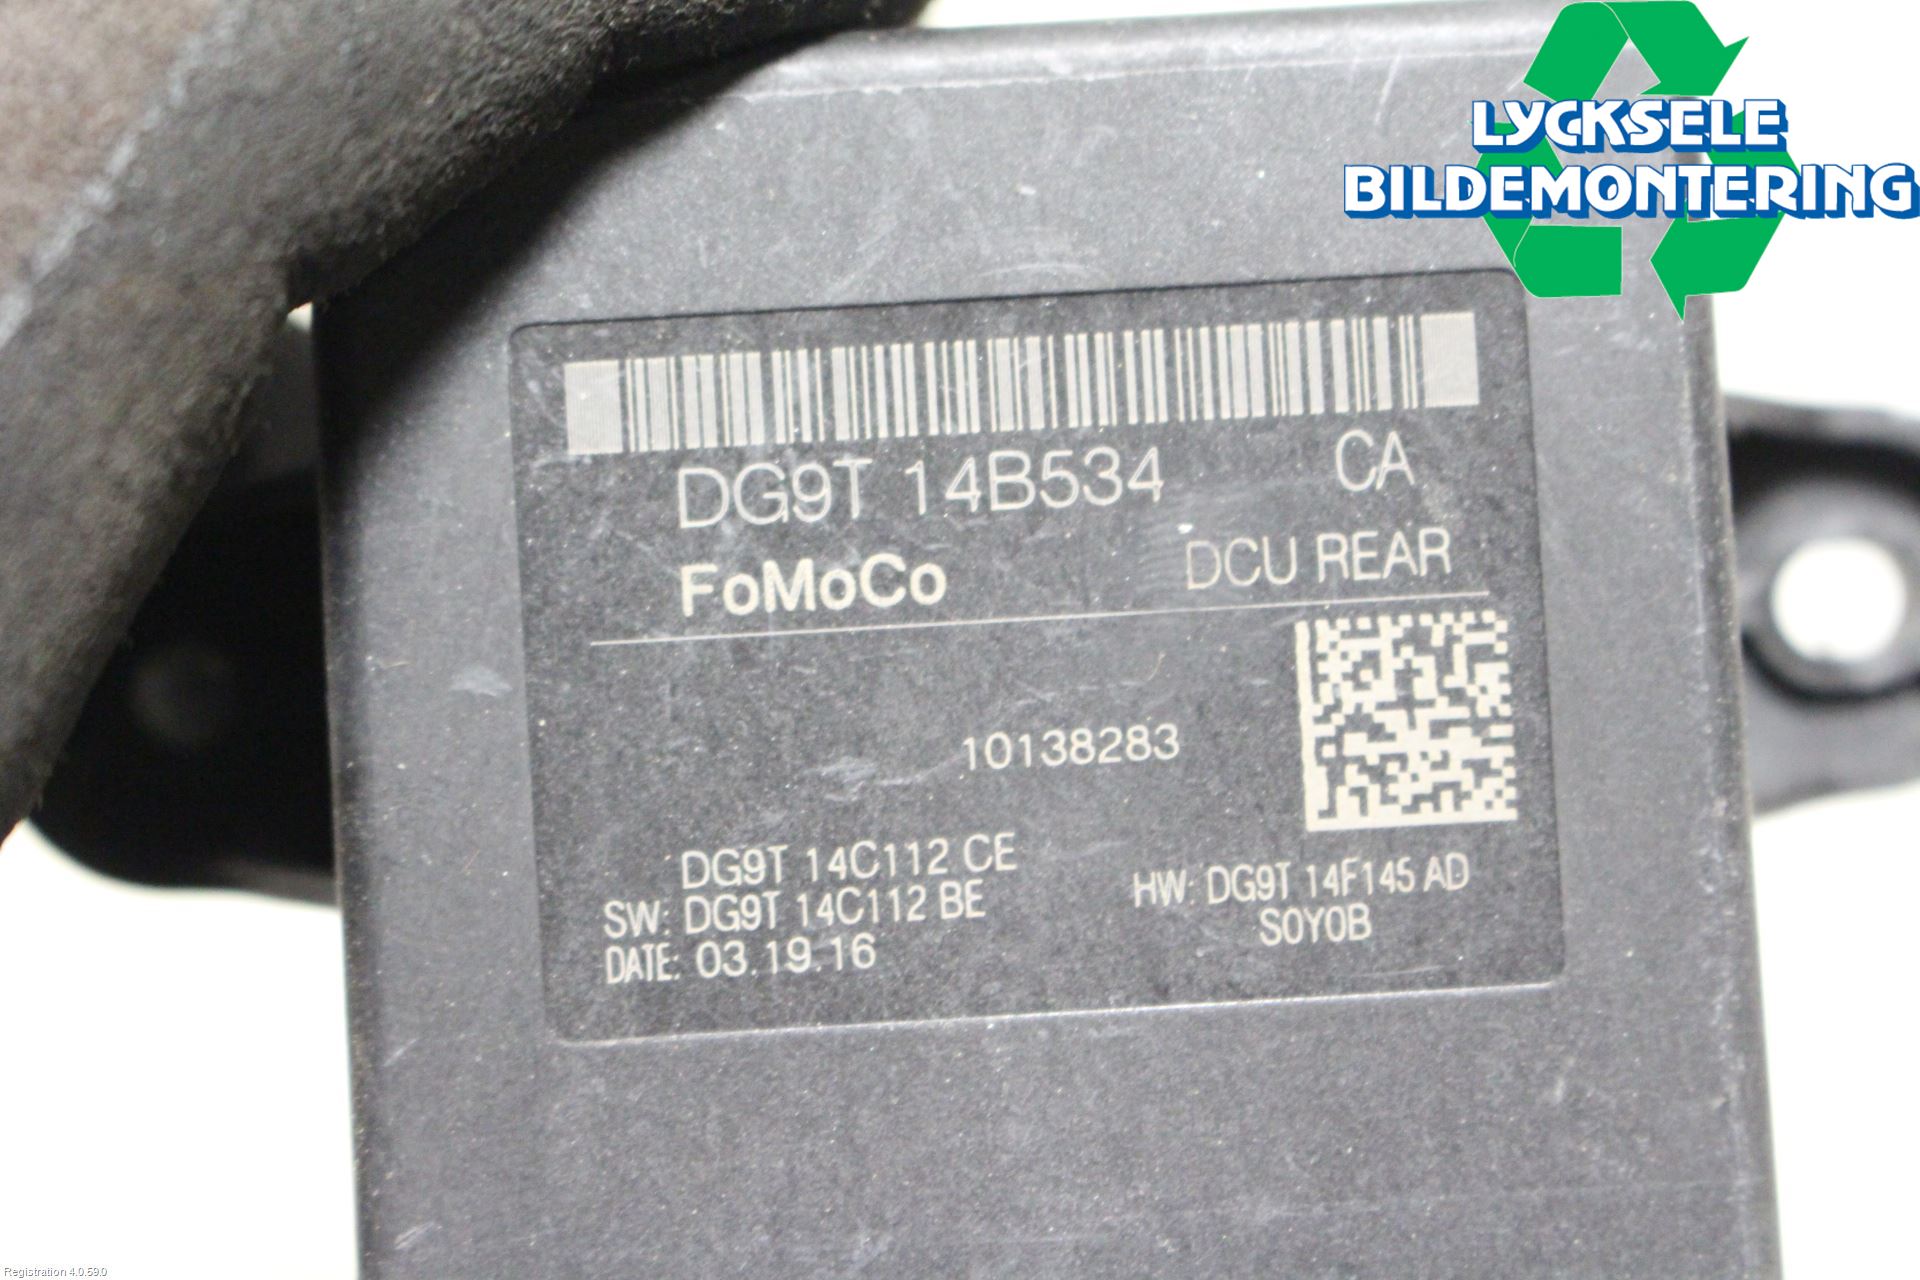 LYCKSELE
BILDEMONTERING
DG9T 14B534 CA
FoMoCo DCU REAR
10138283
DG9T 14C112 CE
SW: DG9T 14C112 BE
DATE: 03.19.16
HW: DG9T 14F145 AD
S0Y0B
Registration 4.0.59.0